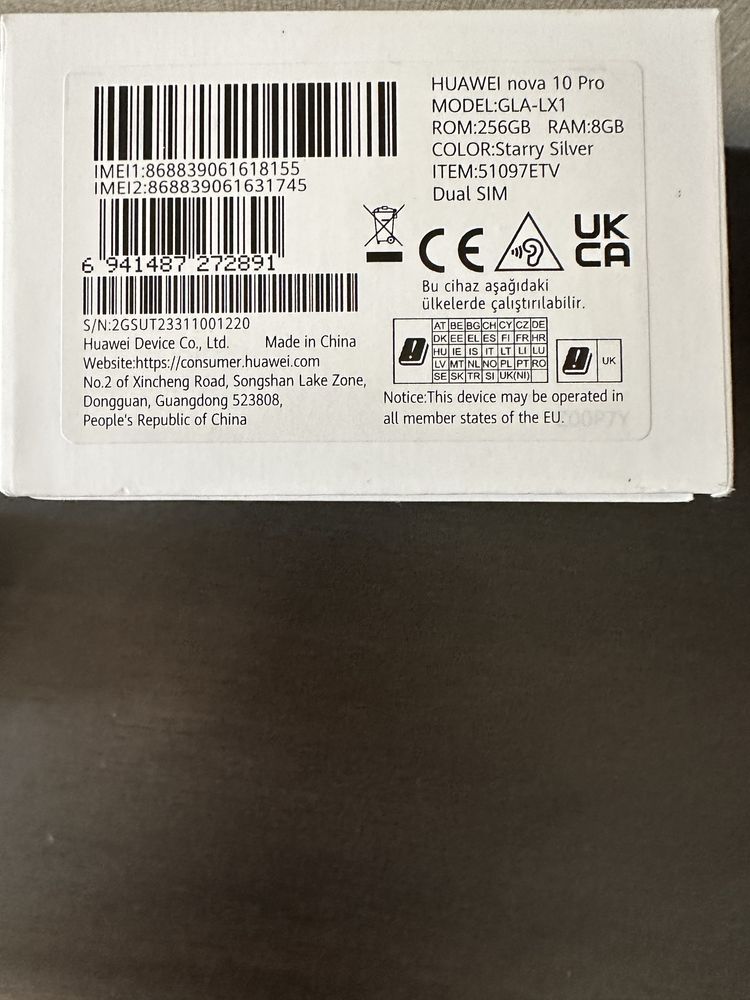 IMEI1:868839061618155
IMEI2:868839061631745
6 941487 272891
S/N:2GSUT23311001220
Huawei Device Co., Ltd. Made in China
Website:https://consumer.huawei.com
No.2 of Xincheng Road, Songshan Lake Zone,
Dongguan, Guangdong 523808,
People's Republic of China
HUAWEI nova 10 Pro
MODEL:GLA-LX1
ROM:256GB RAM:8GB
COLOR:Starry Silver
ITEM:51097ETV
Dual SIM
CE
UK
CA
Bu cihaz aşağıdaki
ülkelerde çalıştırılabilir.
AT BE BG CH CY CZ DE
DK EE EL ES FI FR HR
HU IE IS IT LT LI LU
LV MT NL NO PL PT RO
SE SK TR SI UK(NI)
UK
Notice:This device may be operated in
all member states of the EU.